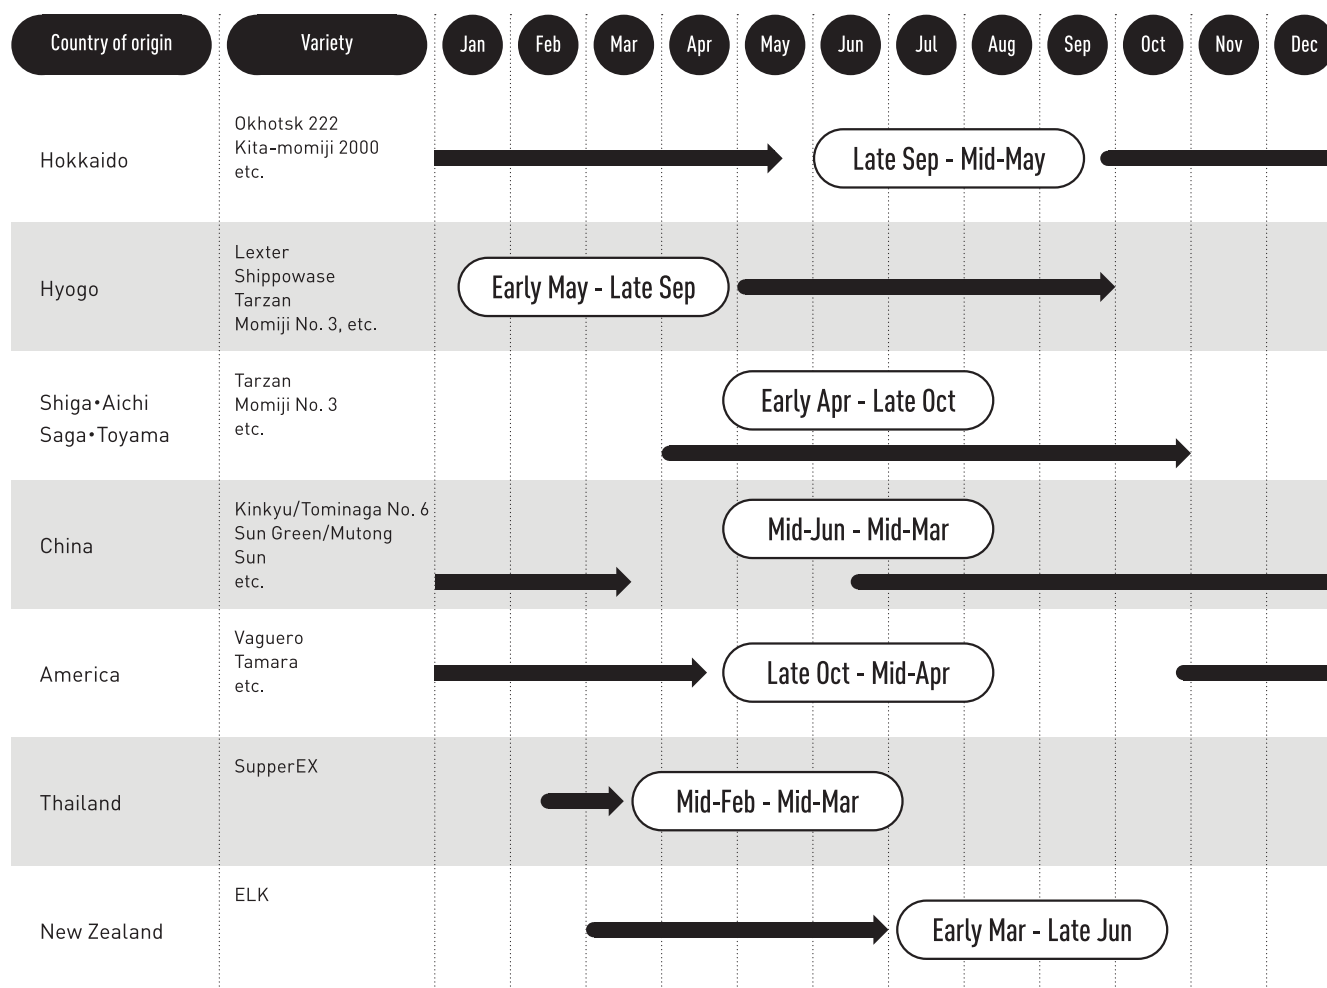 Country of origin Variety Jan Feb Mar Apr May Jun Jul Aug Sep Oct Nov Dec
Hokkaido
Okhotsk 222
Kita-momiji 2000
etc.
Late Sep - Mid-May
Hyogo
Lexter
Shippowase
Tarzan
Momiji No. 3, etc.
Early May - Late Sep
Shiga•Aichi
Saga•Toyama
Tarzan
Momiji No. 3
etc.
Early Apr - Late Oct
China
Kinkyu/Tominaga No. 6
Sun Green/Mutong
Sun
etc.
Mid-Jun - Mid-Mar
America
Vaguero
Tamara
etc.
Late Oct - Mid-Apr
Thailand
SupperEX
Mid-Feb - Mid-Mar
New Zealand
ELK
Early Mar - Late Jun